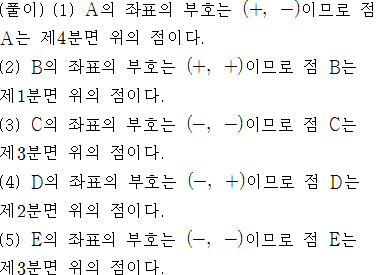 (풀이) (1) A의 좌표의 부호는 (+, −)이므로 점
A는 제4분면 위의 점이다.
(2) B의 좌표의 부호는 (+, +)이므로 점 B는
제1분면 위의 점이다.
(3) C의 좌표의 부호는 (−, −)이므로 점 C는
제3분면 위의 점이다.
(4) D의 좌표의 부호는 (−, +)이므로 점 D는
제2분면 위의 점이다.
(5) E의 좌표의 부호는 (−, −)이므로 점 E는
제3분면 위의 점이다.